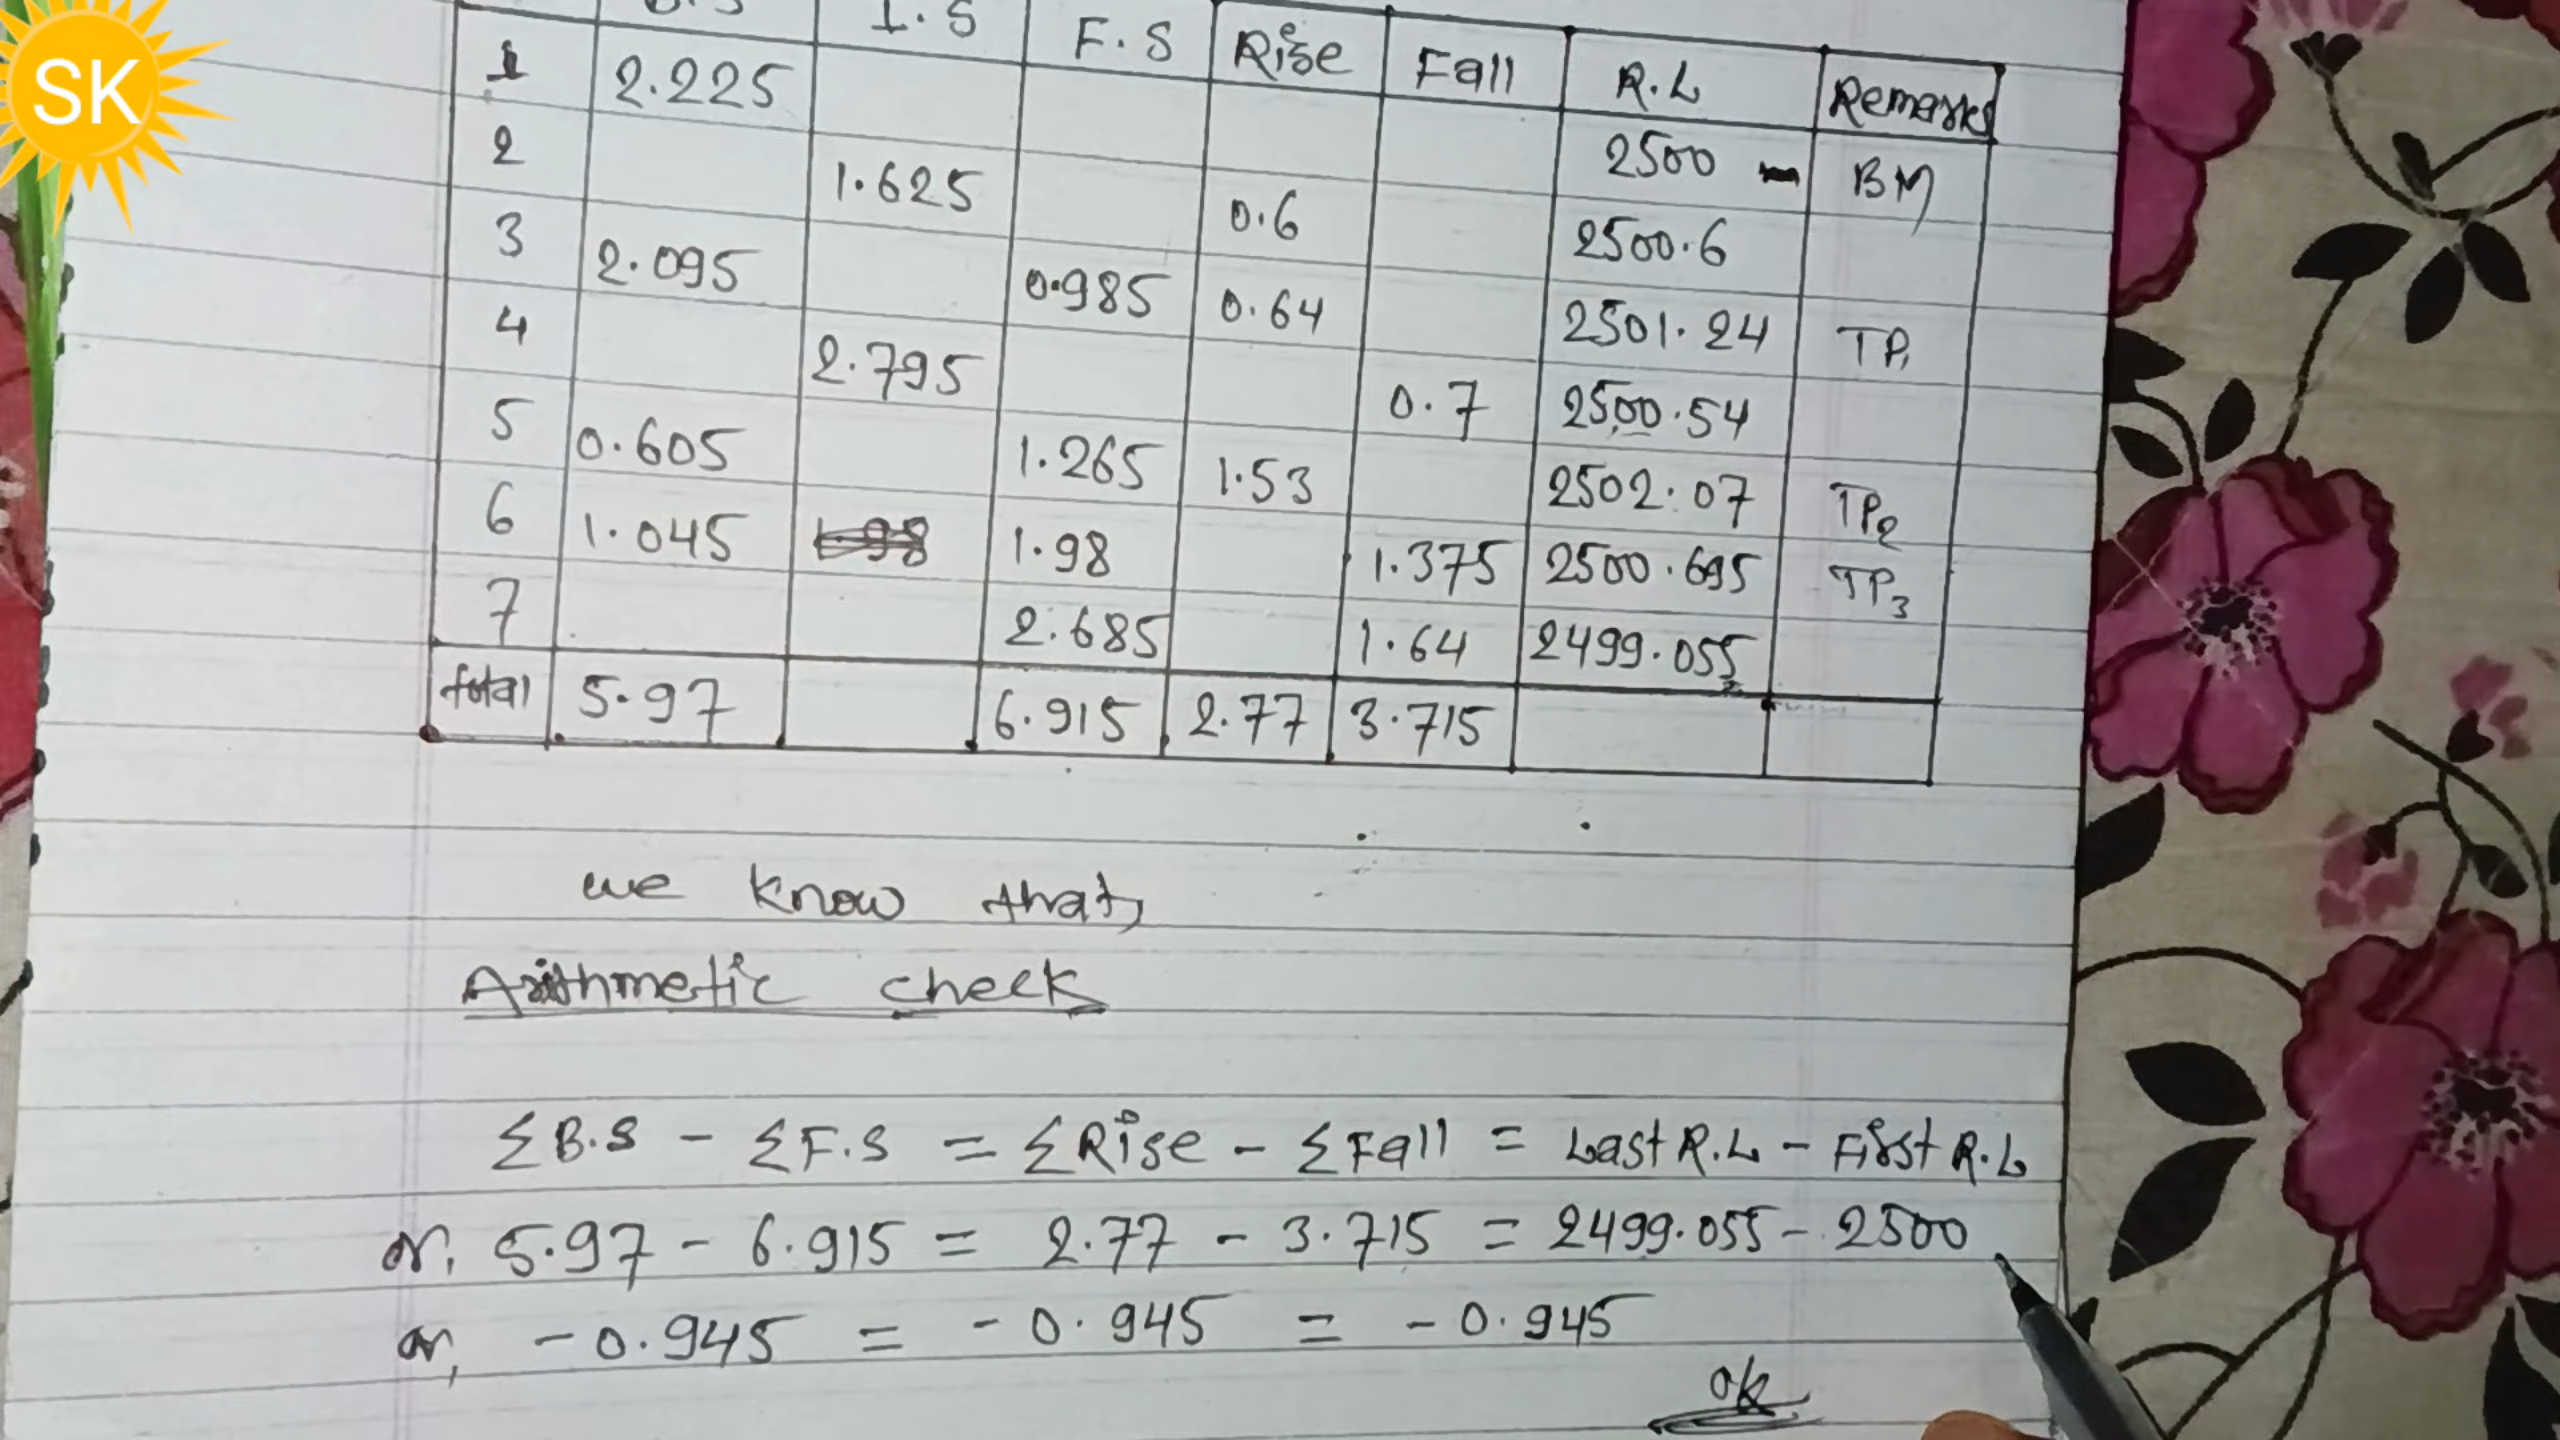 SK
B.S I.S F.S Rise Fall R.L Remarks
1 2.225 2500 - BM
2 1.625 0.6 2500.6
3 2.095 0.985 0.64 2501.24 TP1
4 2.795 0.7 2500.54
5 0.605 1.265 1.53 2502.07 TP2
6 1.045 1.98 1.98 1.375 2500.695 TP3
7 2.685 1.64 2499.055
total 5.97 6.915 2.77 3.715
we know that,
Arithmetic check
ΣB.S - ΣF.S = ΣRise - ΣFall = Last R.L - First R.L
or, 5.97 - 6.915 = 2.77 - 3.715 = 2499.055 - 2500
or, -0.945 = -0.945 = -0.945
ok